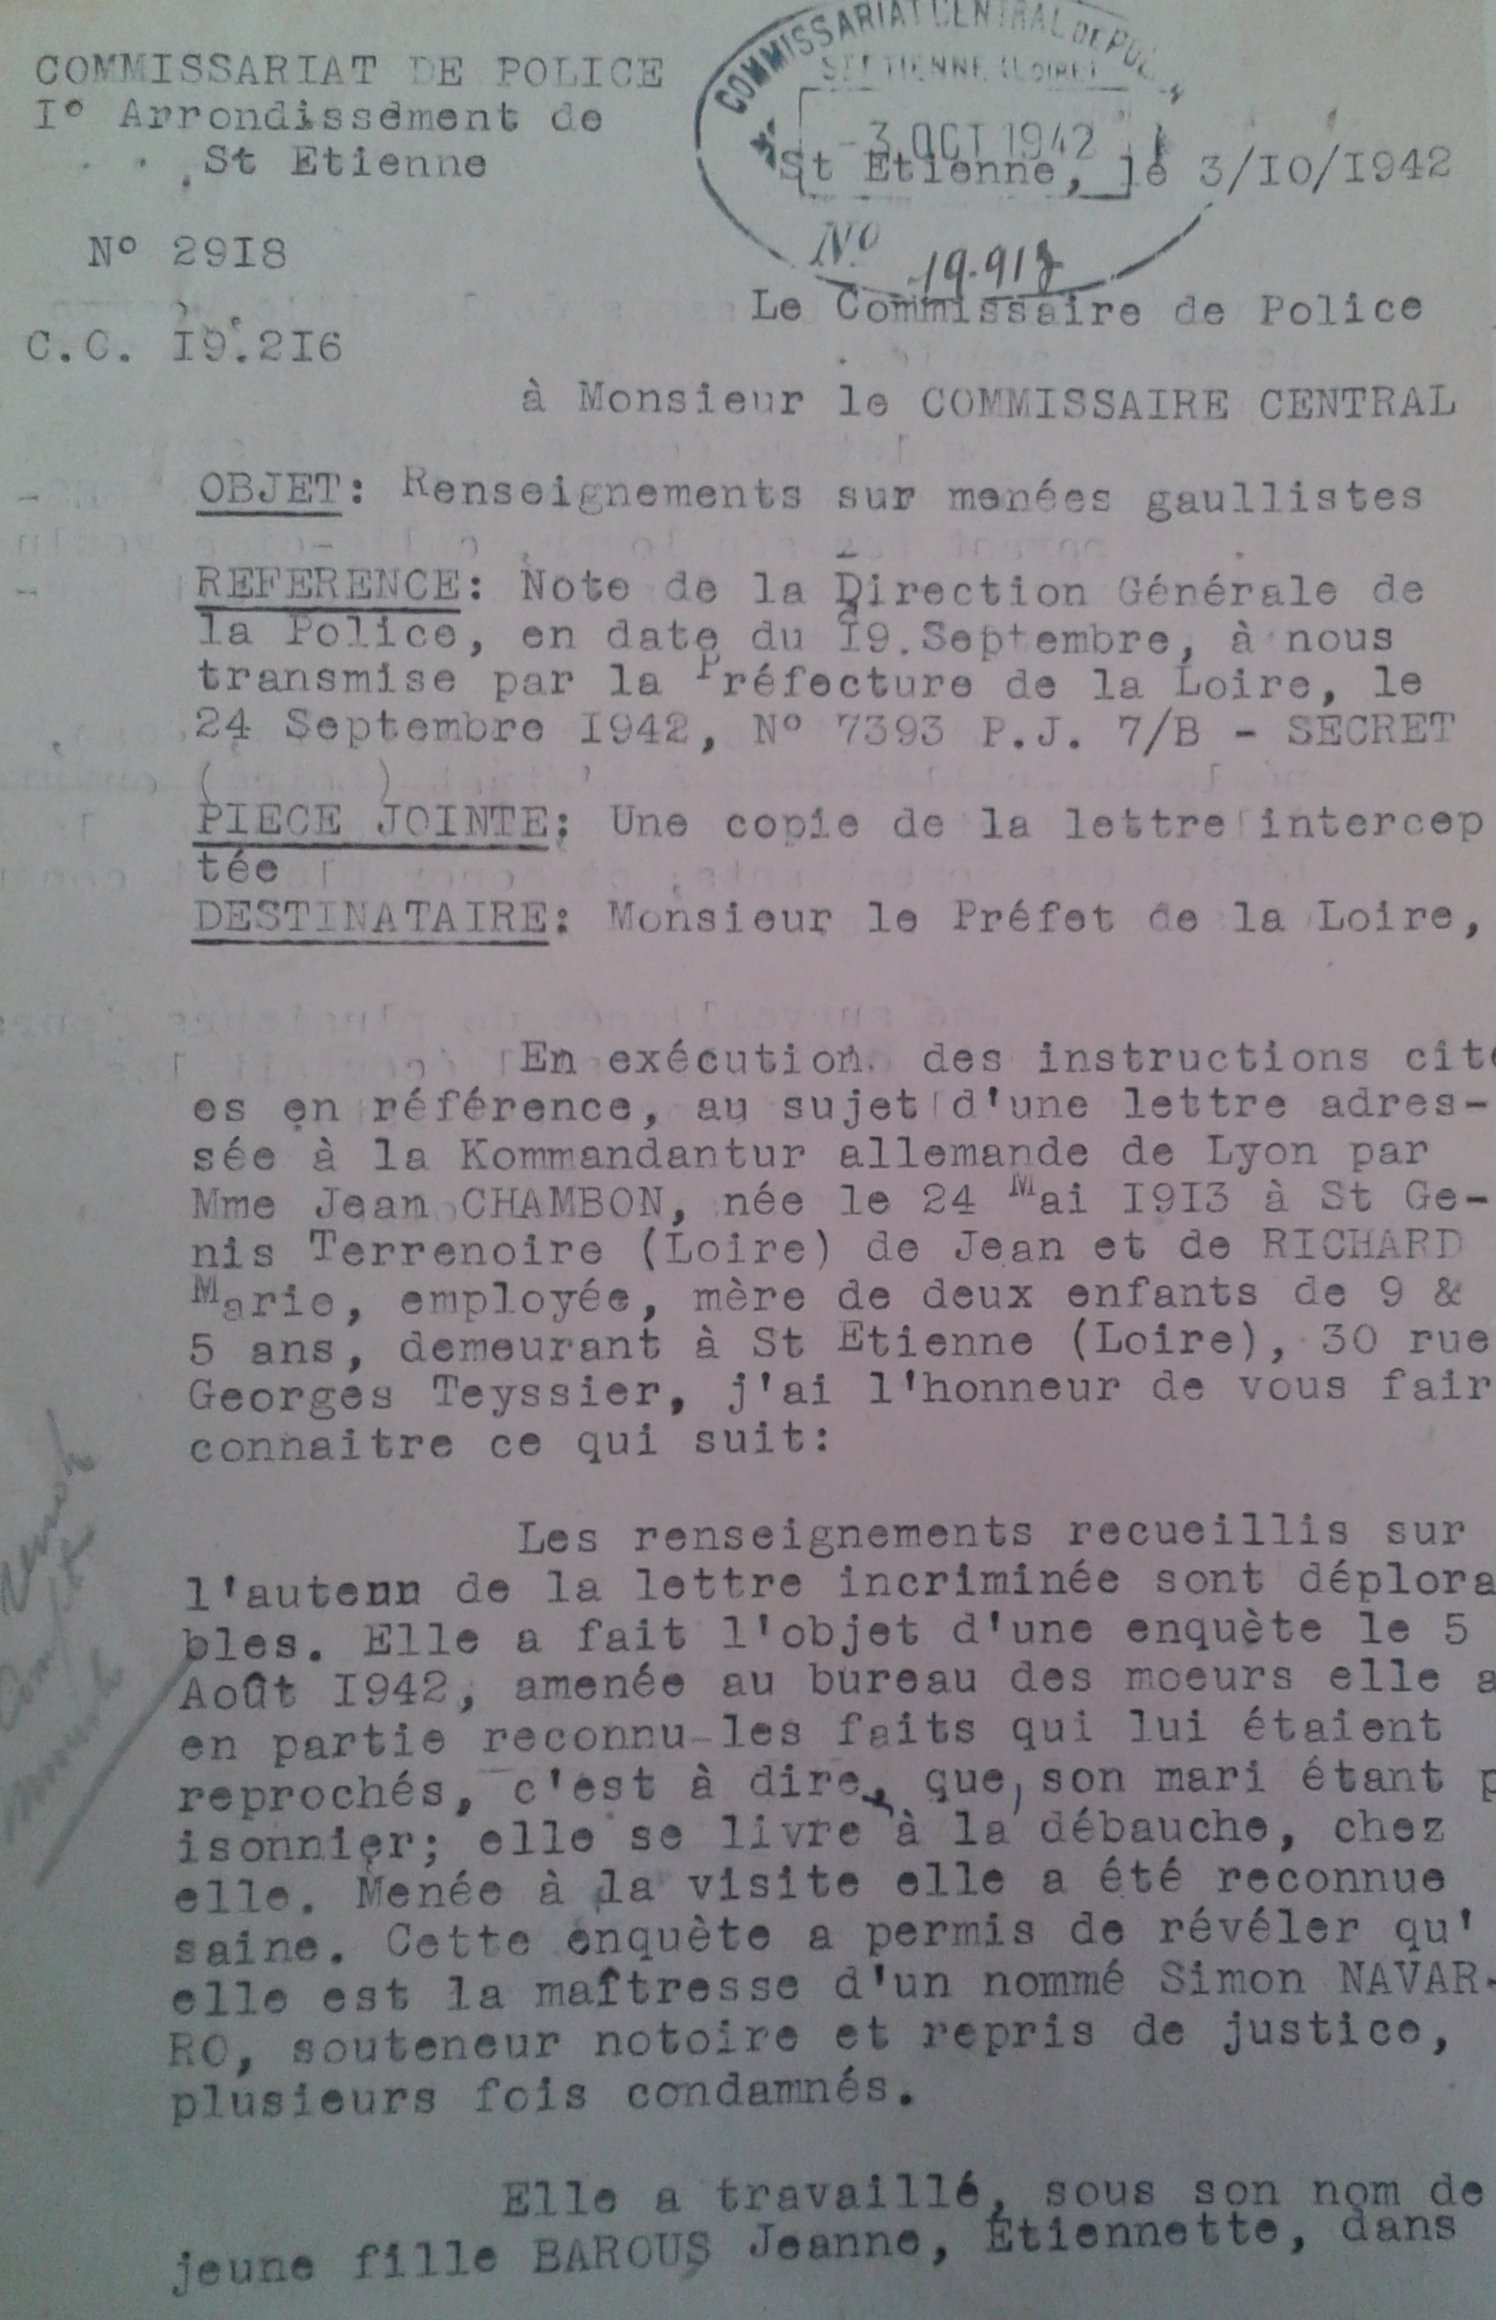 COMMISSARIAT CENTRAL DE POLICE
ST ETIENNE (LOIRE)
COMMISSARIAT DE POLICE
I° Arrondissement de
St Etienne
- 3 OCT 1942
St Etienne, le 3/IO/1942
N° 29I8
N°
Le Commissaire de Police
C.C. I9.2I6
à Monsieur le COMMISSAIRE CENTRAL
OBJET: Renseignements sur menées gaullistes
REFERENCE: Note de la Direction Générale de
la Police, en date du I9 Septembre, à nous
transmise par la Préfecture de la Loire, le
24 Septembre I942, N° 7393 P.J. 7/B - SECRET
PIECE JOINTE: Une copie de la lettre intercep
tée
DESTINATAIRE: Monsieur le Préfet de la Loire,
En exécution des instructions cité
es en référence, au sujet d'une lettre adres-
sée à la Kommandantur allemande de Lyon par
Mme Jean CHAMBON, née le 24 Mai I9I3 à St Ge-
nis Terrenoire (Loire) de Jean et de RICHARD
Marie, employée, mère de deux enfants de 9 &
5 ans, demeurant à St Etienne (Loire), 30 rue
Georges Teyssier, j'ai l'honneur de vous fair
connaitre ce qui suit:
Les renseignements recueillis sur
l'auteur de la lettre incriminée sont déplora
bles. Elle a fait l'objet d'une enquète le 5
Août I942, amenée au bureau des moeurs elle a
en partie reconnu les faits qui lui étaient
reprochés, c'est à dire, que, son mari étant p
isonnier; elle se livre à la débauche, chez
elle. Menée à la visite elle a été reconnue
saine. Cette enquète a permis de révéler qu'
elle est la maîtresse d'un nommé Simon NAVAR-
RO, souteneur notoire et repris de justice,
plusieurs fois condamnés.
Elle a travaillé, sous son nom de
jeune fille BAROUS Jeanne, Etiennette, dans